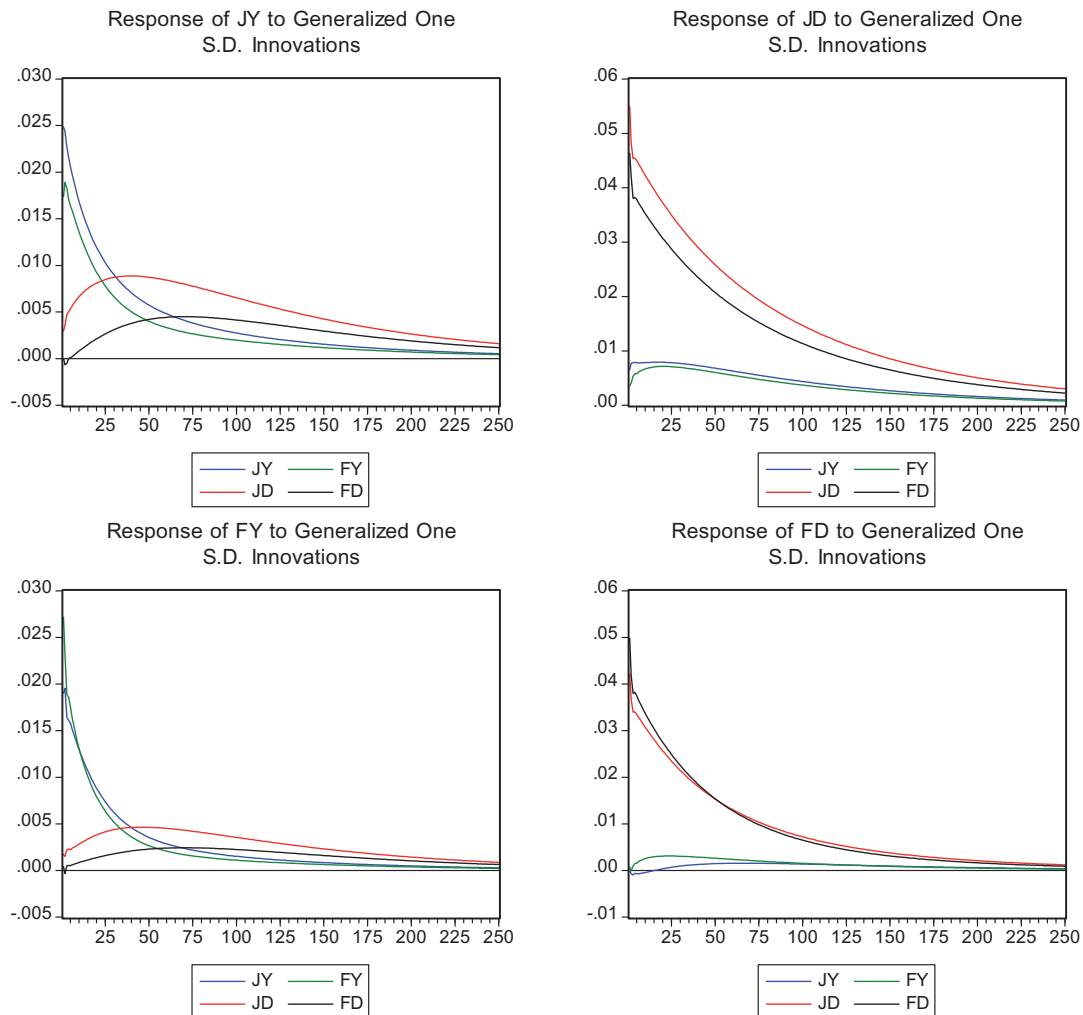 Response of JY to Generalized One
S.D. Innovations
.030
.025
.020
.015
.010
.005
.000
-.005
25 50 75 100 125 150 175 200 225 250
JY FY
JD FD
Response of JD to Generalized One
S.D. Innovations
.06
.05
.04
.03
.02
.01
.00
25 50 75 100 125 150 175 200 225 250
JY FY
JD FD
Response of FY to Generalized One
S.D. Innovations
.030
.025
.020
.015
.010
.005
.000
-.005
25 50 75 100 125 150 175 200 225 250
JY FY
JD FD
Response of FD to Generalized One
S.D. Innovations
.06
.05
.04
.03
.02
.01
.00
-.01
25 50 75 100 125 150 175 200 225 250
JY FY
JD FD